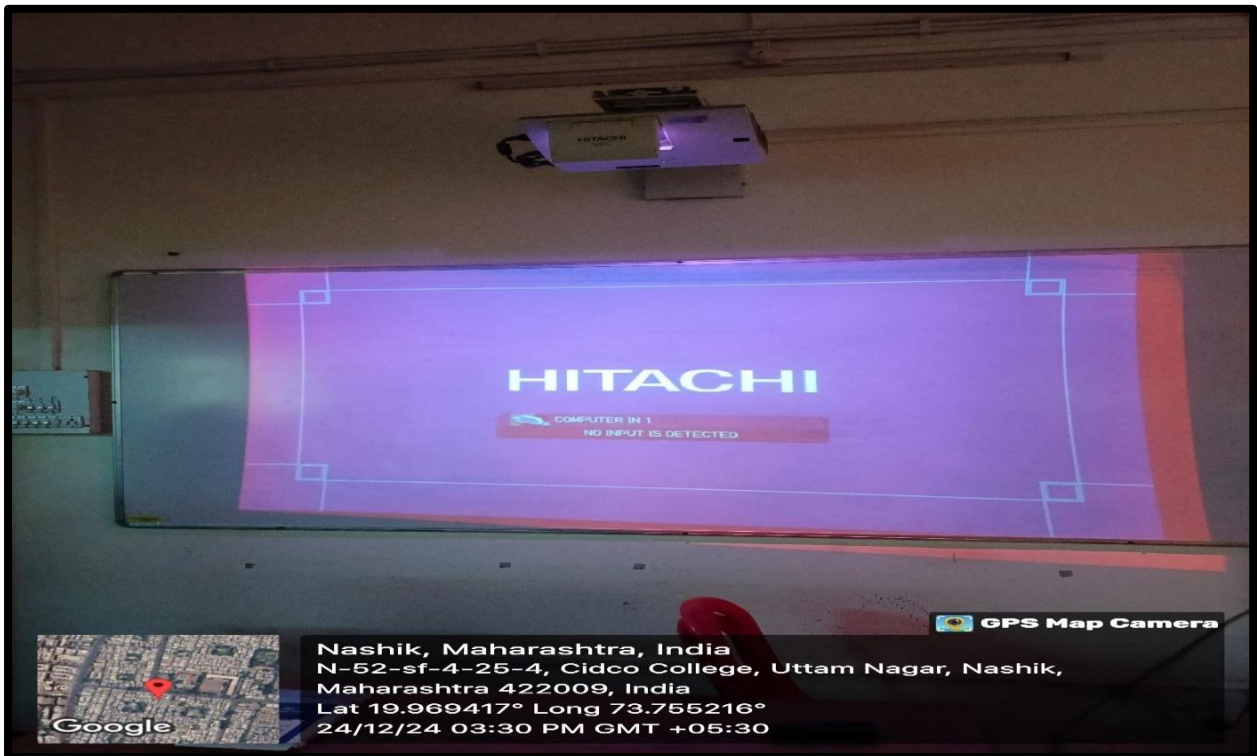 HITACHI
HITACHI
COMPUTER IN 1
NO INPUT IS DETECTED
GPS Map Camera
Nashik, Maharashtra, India
N-52-sf-4-25-4, Cidco College, Uttam Nagar, Nashik,
Maharashtra 422009, India
Lat 19.969417° Long 73.755216°
24/12/24 03:30 PM GMT +05:30
Google